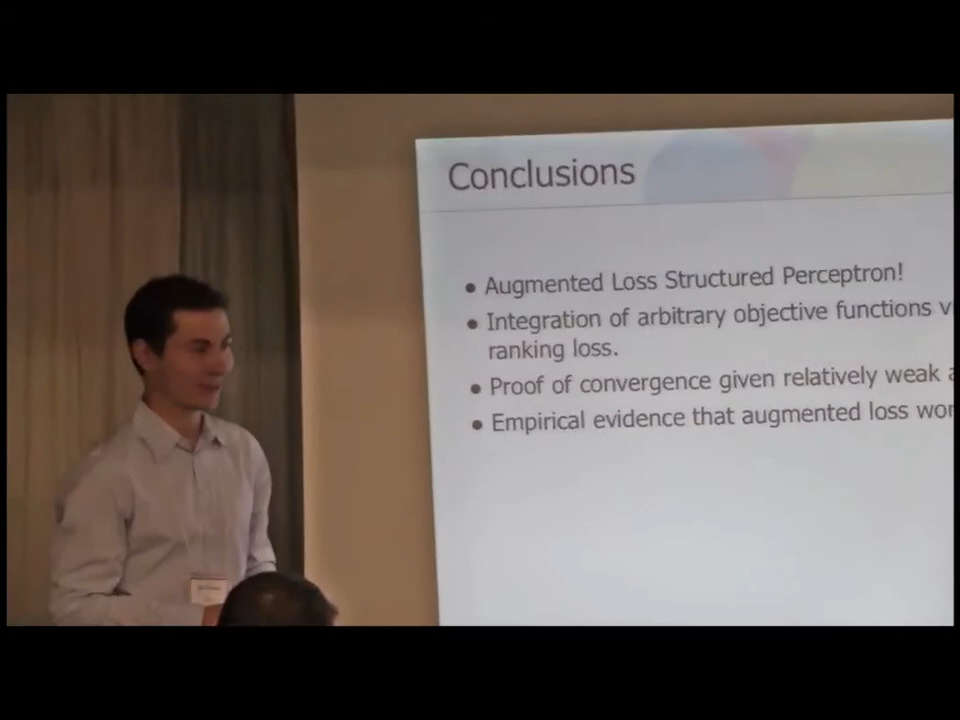 Conclusions
• Augmented Loss Structured Perceptron!
• Integration of arbitrary objective functions
ranking loss.
• Proof of convergence given relatively weak
• Empirical evidence that augmented loss